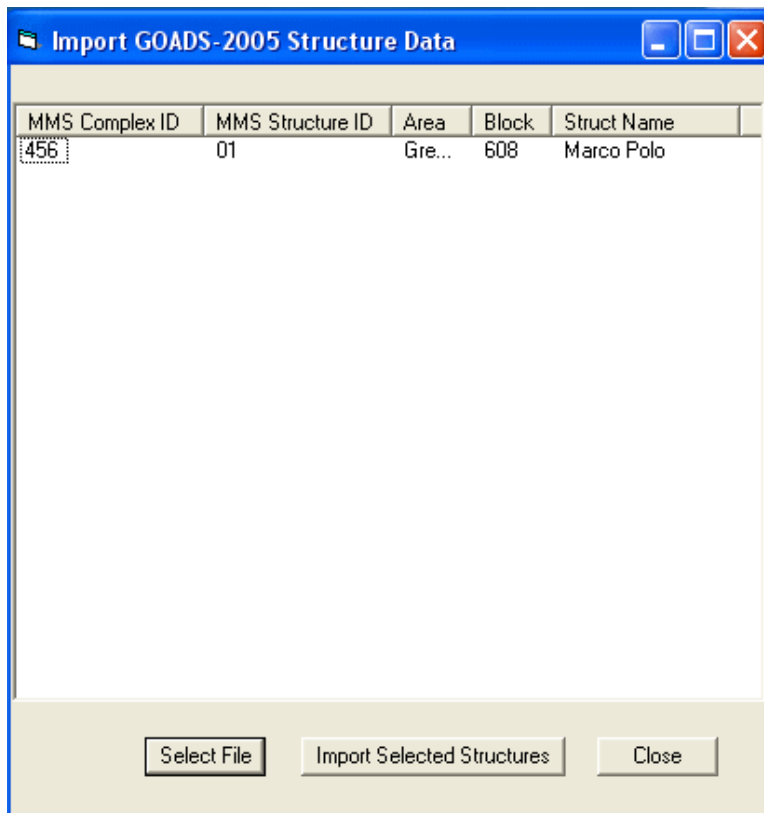 Import GOADS-2005 Structure Data
MMS Complex ID MMS Structure ID Area Block Struct Name
456 01 Gre... 608 Marco Polo
Select File Import Selected Structures Close